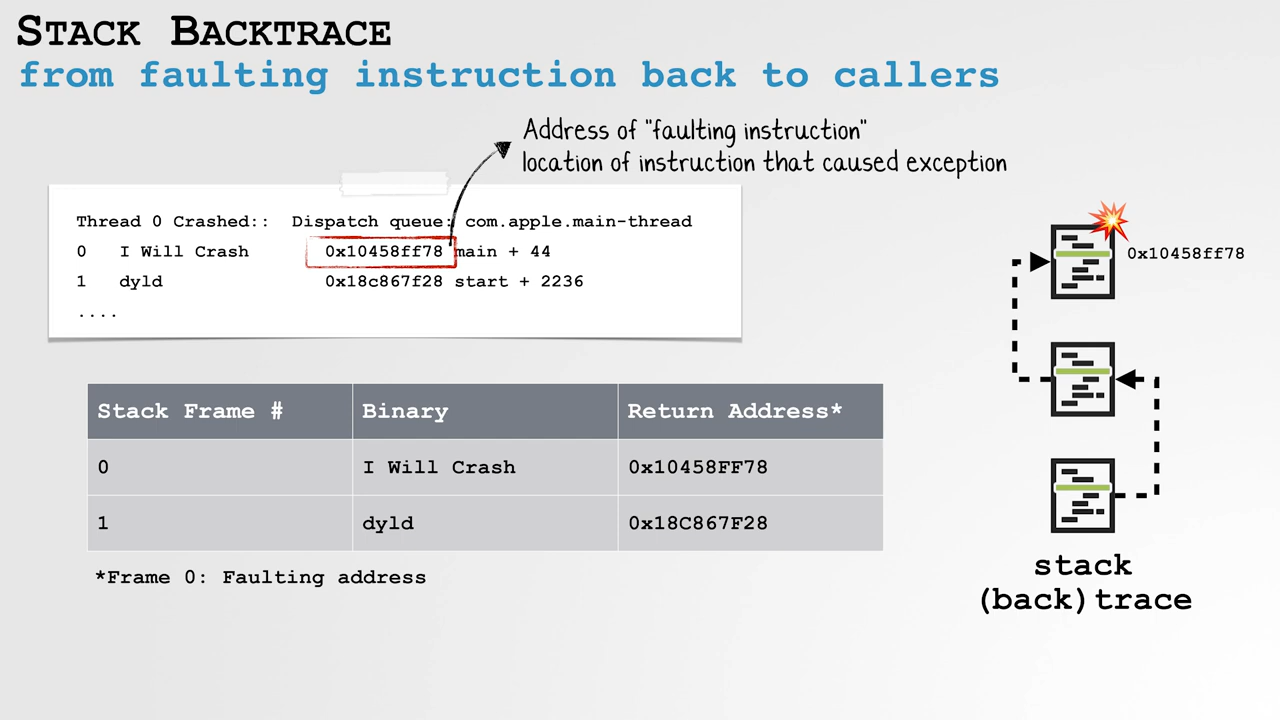 STACK BACKTRACE
from faulting instruction back to callers
Address of "faulting instruction"
location of instruction that caused exception
Thread 0 Crashed:: Dispatch queue: com.apple.main-thread
0 I Will Crash 0x10458ff78 main + 44
1 dyld 0x18c867f28 start + 2236
....
0x10458ff78
Stack Frame # Binary Return Address*
0 I Will Crash 0x10458FF78
1 dyld 0x18C867F28
*Frame 0: Faulting address
stack
(back)trace